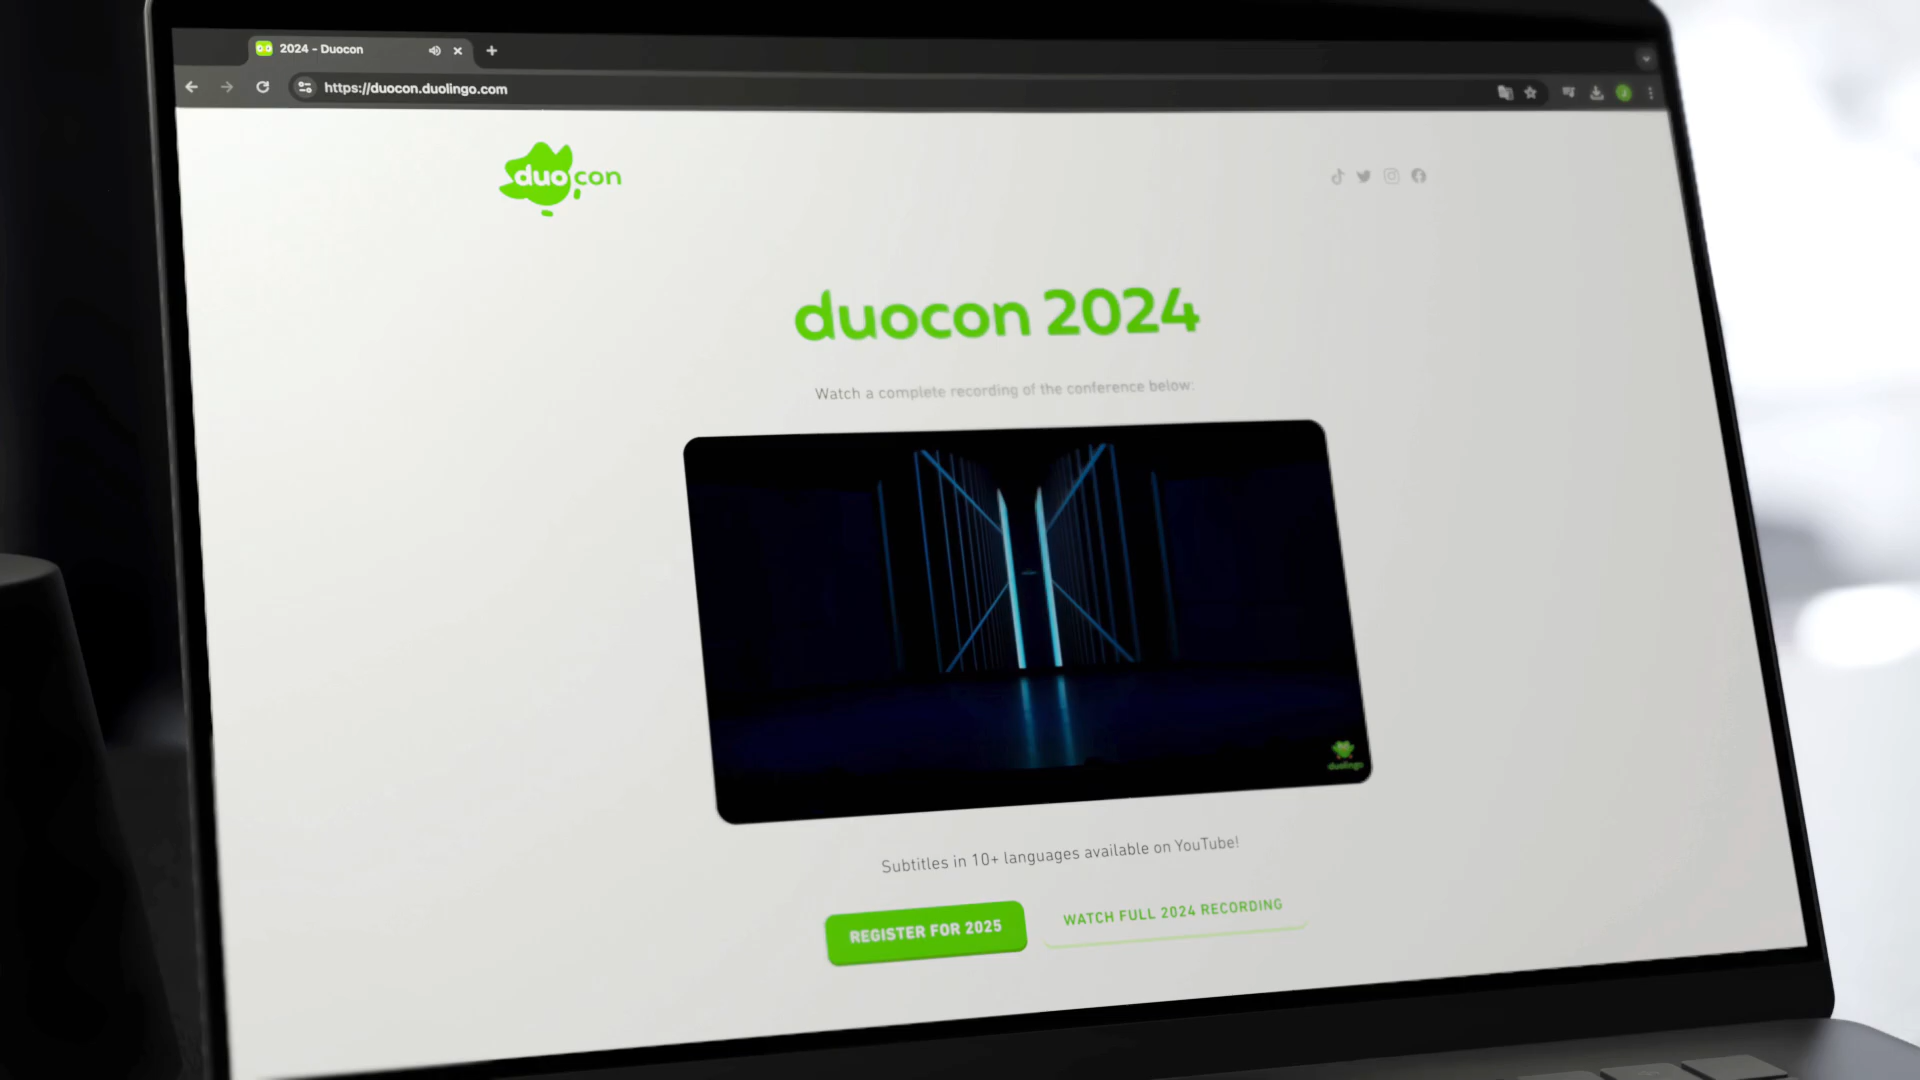 2024 - Duocon
https://duocon.duolingo.com
duocon
duocon 2024
Watch a complete recording of the conference below:
duolingo
Subtitles in 10+ languages available on YouTube!
REGISTER FOR 2025
WATCH FULL 2024 RECORDING